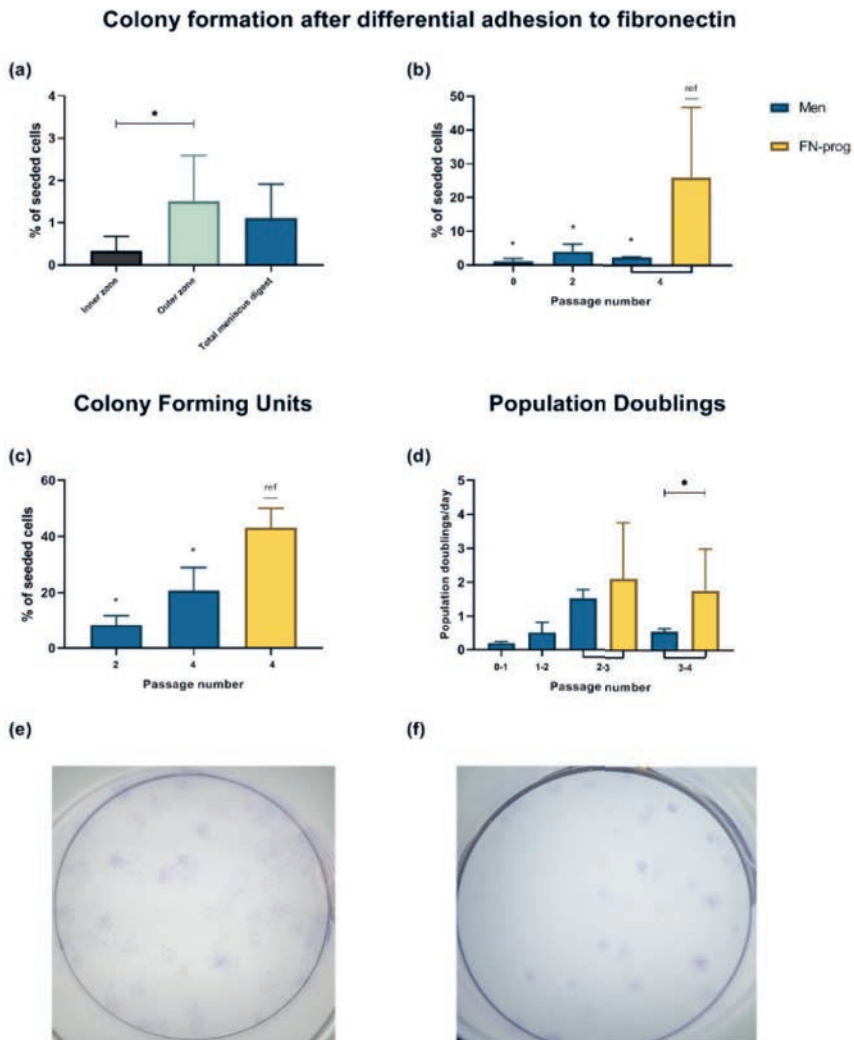 Colony formation after differential adhesion to fibronectin
(a)
% of seeded cells
4
3
2
1
0
*
Inner zone
Outer zone
Total meniscus digest
(b)
% of seeded cells
50
40
30
20
10
0
*
*
*
ref
0
2
4
Passage number
Men
FN-prog
Colony Forming Units
(c)
% of seeded cells
60
40
20
0
*
*
ref
2
4
4
Passage number
Population Doublings
(d)
Population doublings/day
5
4
3
2
1
0
*
0-1
1-2
2-3
3-4
Passage number
(e)
(f)